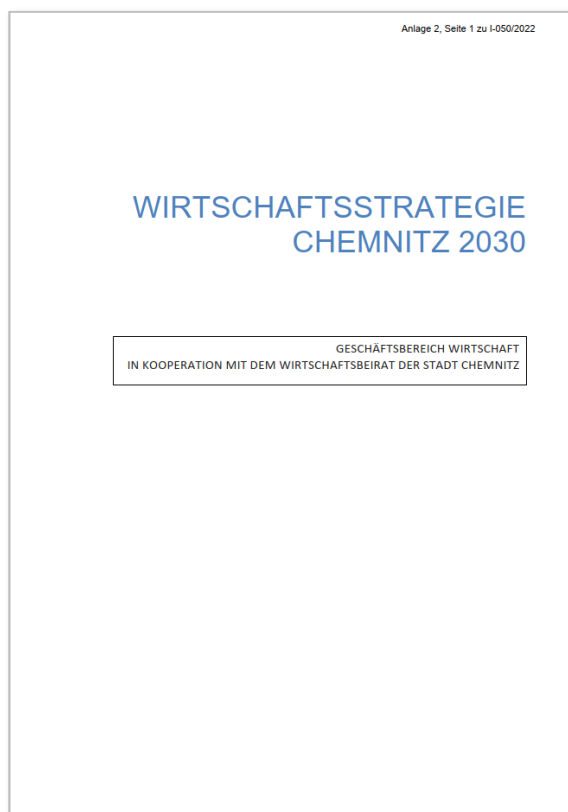 Anlage 2, Seite 1 zu I-050/2022
WIRTSCHAFTSSTRATEGIE
CHEMNITZ 2030
GESCHÄFTSBEREICH WIRTSCHAFT
IN KOOPERATION MIT DEM WIRTSCHAFTSBEIRAT DER STADT CHEMNITZ